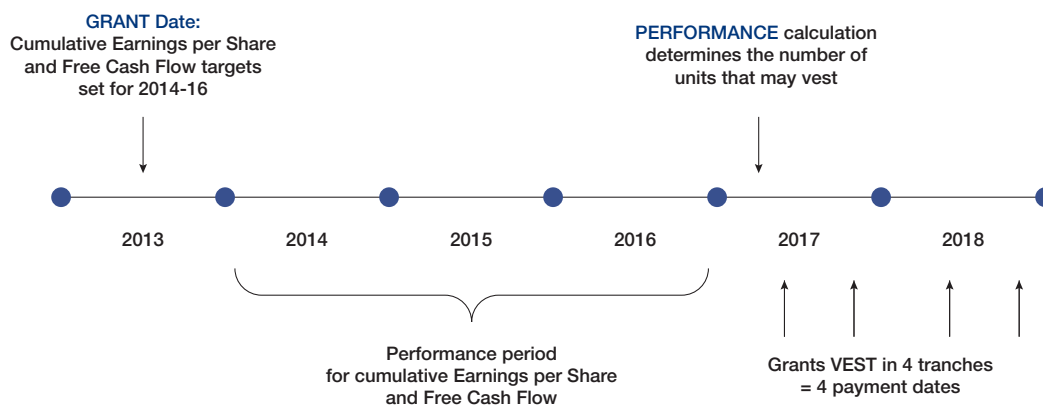 GRANT Date:
Cumulative Earnings per Share
and Free Cash Flow targets
set for 2014-16
PERFORMANCE calculation
determines the number of
units that may vest
2013
2014
2015
2016
2017
2018
Performance period
for cumulative Earnings per Share
and Free Cash Flow
Grants VEST in 4 tranches
= 4 payment dates